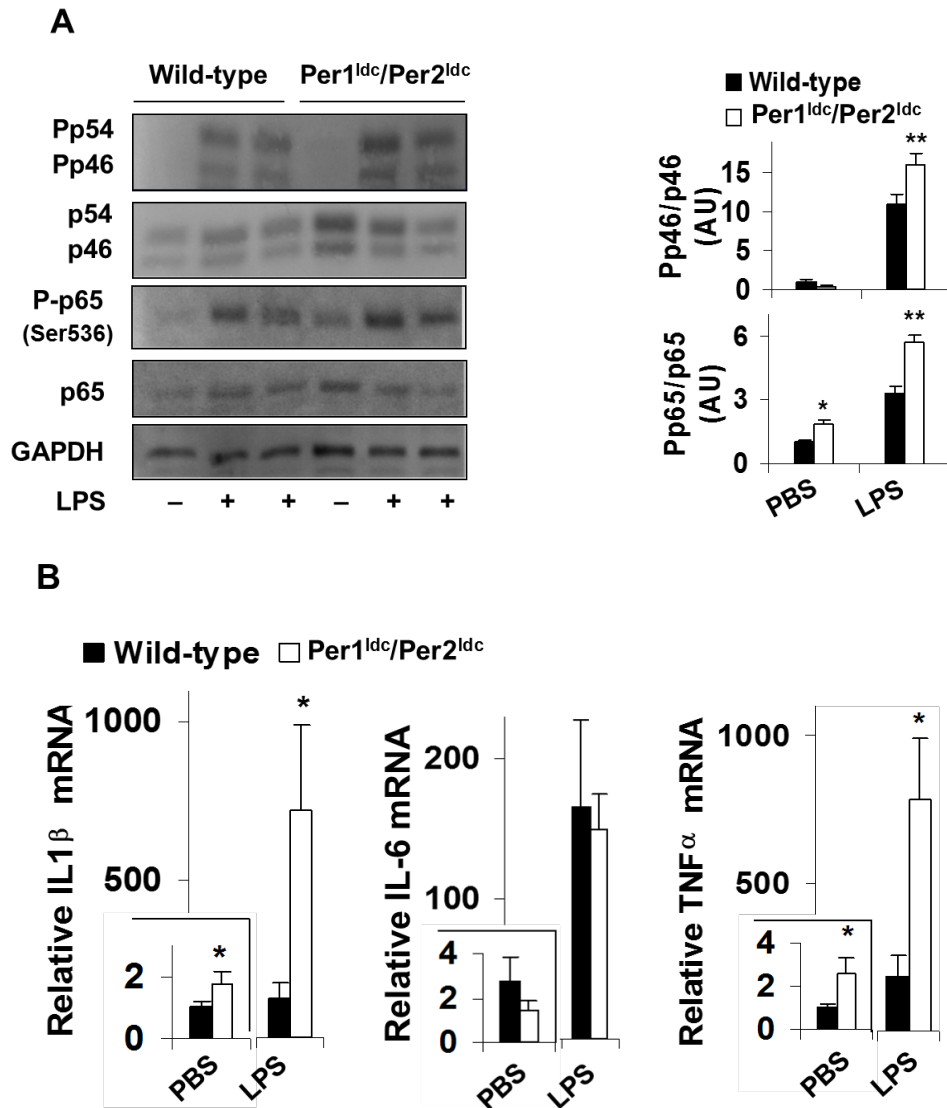 A
Wild-type Per1ldc/Per2ldc
Pp54
Pp46
p54
p46
P-p65
(Ser536)
p65
GAPDH
LPS – + + – + +
Wild-type
Per1ldc/Per2ldc
Pp46/p46
(AU)
15
10
5
0
**
Pp65/p65
(AU)
6
3
0
*
**
PBS LPS
B
Wild-type Per1ldc/Per2ldc
Relative IL1β mRNA
1000
500
2
0
*
*
PBS LPS
Relative IL-6 mRNA
200
100
4
2
0
PBS LPS
Relative TNFα mRNA
1000
500
4
2
0
*
*
PBS LPS